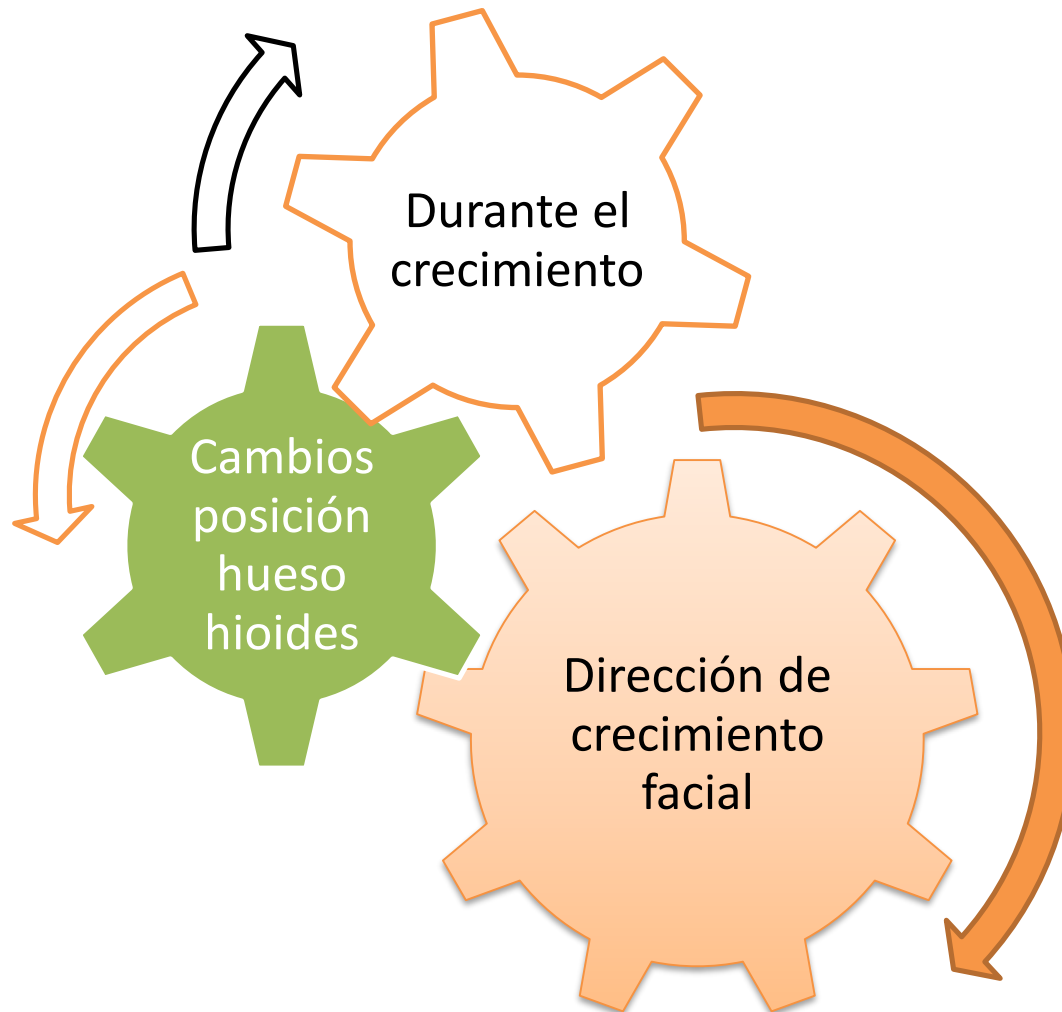 Durante el
crecimiento
Cambios
posición
hueso
hioides
Dirección de
crecimiento
facial